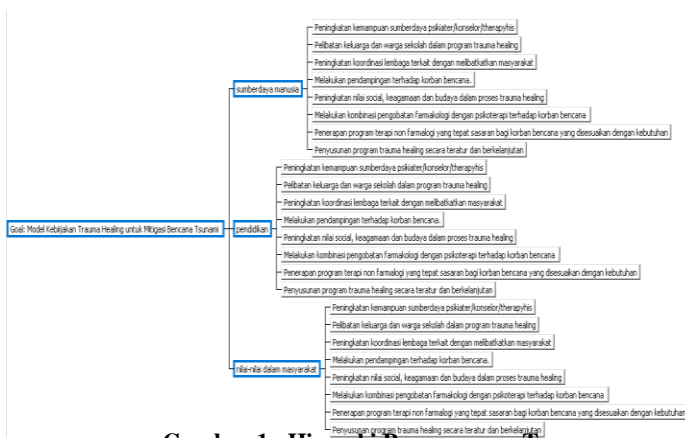 Goal: Model Kebijakan Trauma Healing untuk Mitigasi Bencana Tsunami
sumberdaya manusia
Peningkatan kemampuan sumberdaya psikiater/konselor/therapyhis
Pelibatan keluarga dan warga sekolah dalam program trauma healing
Peningkatan koordinasi lembaga terkait dengan melibatkatkan masyarakat
Melakukan pendampingan terhadap korban bencana.
Peningkatan nilai social, keagamaan dan budaya dalam proses trauma healing
Melakukan kombinasi pengobatan farmakologi dengan psikoterapi terhadap korban bencana
Penerapan program terapi non farmalogi yang tepat sasaran bagi korban bencana yang disesuaikan dengan kebutuhan
Penyusunan program trauma healing secara teratur dan berkelanjutan
pendidikan
Peningkatan kemampuan sumberdaya psikiater/konselor/therapyhis
Pelibatan keluarga dan warga sekolah dalam program trauma healing
Peningkatan koordinasi lembaga terkait dengan melibatkatkan masyarakat
Melakukan pendampingan terhadap korban bencana.
Peningkatan nilai social, keagamaan dan budaya dalam proses trauma healing
Melakukan kombinasi pengobatan farmakologi dengan psikoterapi terhadap korban bencana
Penerapan program terapi non farmalogi yang tepat sasaran bagi korban bencana yang disesuaikan dengan kebutuhan
Penyusunan program trauma healing secara teratur dan berkelanjutan
nilai-nilai dalam masyarakat
Peningkatan kemampuan sumberdaya psikiater/konselor/therapyhis
Pelibatan keluarga dan warga sekolah dalam program trauma healing
Peningkatan koordinasi lembaga terkait dengan melibatkatkan masyarakat
Melakukan pendampingan terhadap korban bencana.
Peningkatan nilai social, keagamaan dan budaya dalam proses trauma healing
Melakukan kombinasi pengobatan farmakologi dengan psikoterapi terhadap korban bencana
Penerapan program terapi non farmalogi yang tepat sasaran bagi korban bencana yang disesuaikan dengan kebutuhan
Penyusunan program trauma healing secara teratur dan berkelanjutan